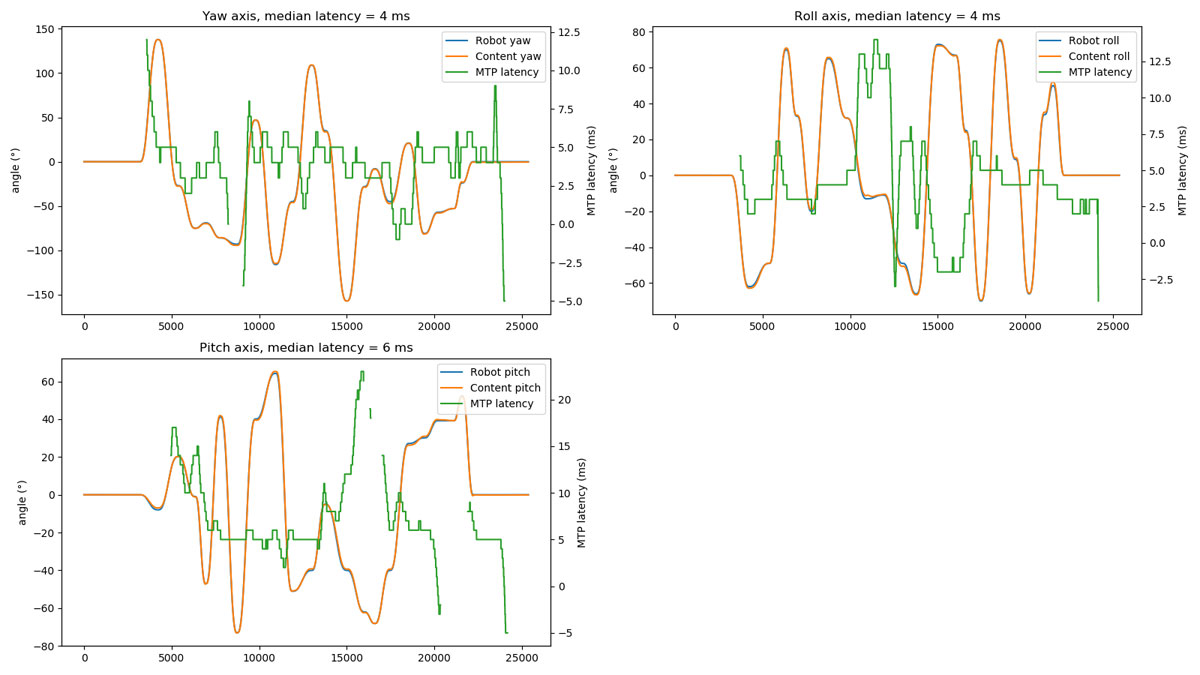 Yaw axis, median latency = 4 ms
150
100
50
0
−50
−100
−150
angle (°)
Robot yaw
Content yaw
MTP latency
12.5
10.0
7.5
5.0
2.5
0.0
−2.5
−5.0
MTP latency (ms)
0 5000 10000 15000 20000 25000
Roll axis, median latency = 4 ms
80
60
40
20
0
−20
−40
−60
angle (°)
Robot roll
Content roll
MTP latency
12.5
10.0
7.5
5.0
2.5
0.0
−2.5
MTP latency (ms)
0 5000 10000 15000 20000 25000
Pitch axis, median latency = 6 ms
60
40
20
0
−20
−40
−60
−80
angle (°)
Robot pitch
Content pitch
MTP latency
20
15
10
5
0
−5
MTP latency (ms)
0 5000 10000 15000 20000 25000